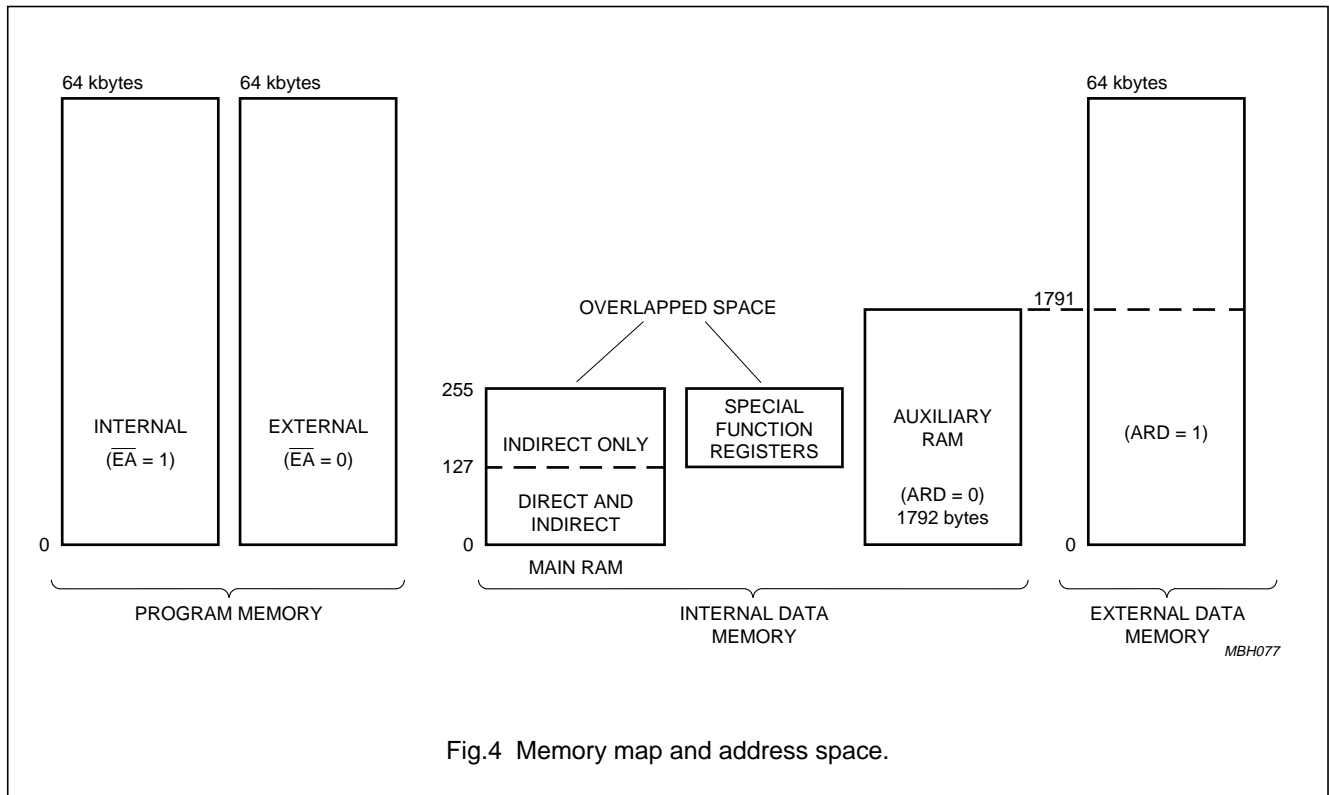 64 kbytes
64 kbytes
64 kbytes
INTERNAL
(E̅A̅ = 1)
EXTERNAL
(E̅A̅ = 0)
0
PROGRAM MEMORY
OVERLAPPED SPACE
255
INDIRECT ONLY
127
DIRECT AND
INDIRECT
0
MAIN RAM
SPECIAL
FUNCTION
REGISTERS
AUXILIARY
RAM
(ARD = 0)
1792 bytes
INTERNAL DATA
MEMORY
1791
(ARD = 1)
0
EXTERNAL DATA
MEMORY
MBH077
Fig.4 Memory map and address space.